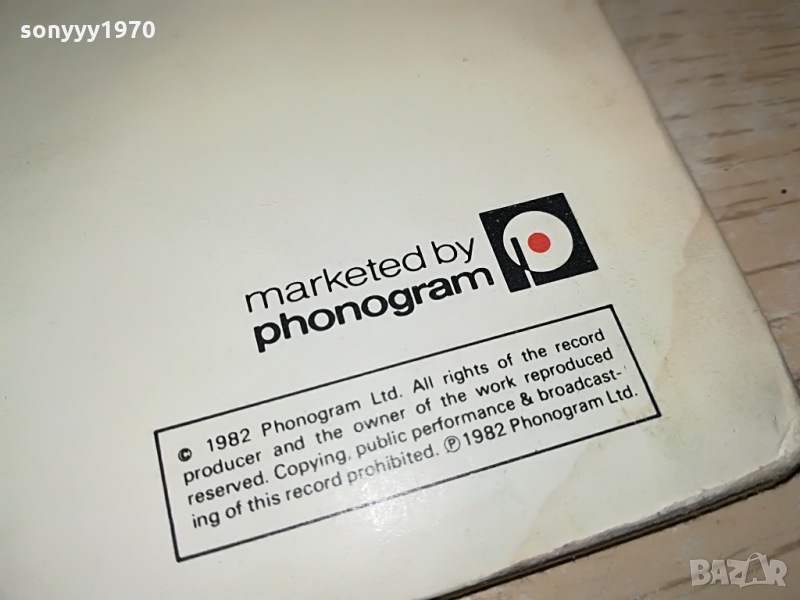 sonyyy1970
marketed by
phonogram
© 1982 Phonogram Ltd. All rights of the record
producer and the owner of the work reproduced
reserved. Copying, public performance & broadcast-
ing of this record prohibited. ℗ 1982 Phonogram Ltd.
BAZAR